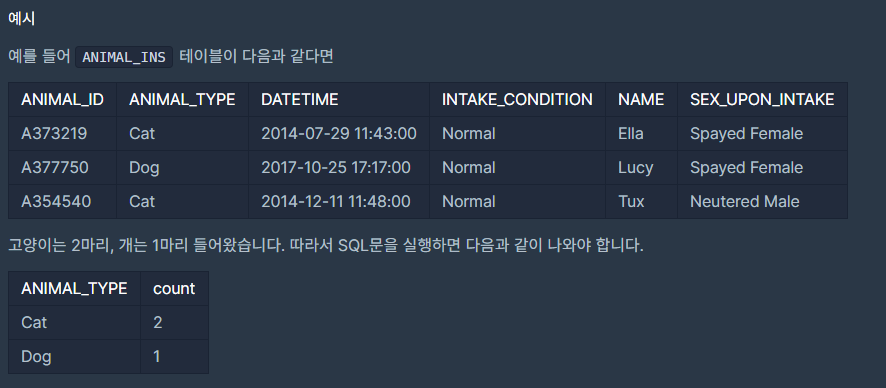 예시
예를 들어 ANIMAL_INS 테이블이 다음과 같다면
ANIMAL_ID ANIMAL_TYPE DATETIME INTAKE_CONDITION NAME SEX_UPON_INTAKE
A373219 Cat 2014-07-29 11:43:00 Normal Ella Spayed Female
A377750 Dog 2017-10-25 17:17:00 Normal Lucy Spayed Female
A354540 Cat 2014-12-11 11:48:00 Normal Tux Neutered Male
고양이는 2마리, 개는 1마리 들어왔습니다. 따라서 SQL문을 실행하면 다음과 같이 나와야 합니다.
ANIMAL_TYPE count
Cat 2
Dog 1